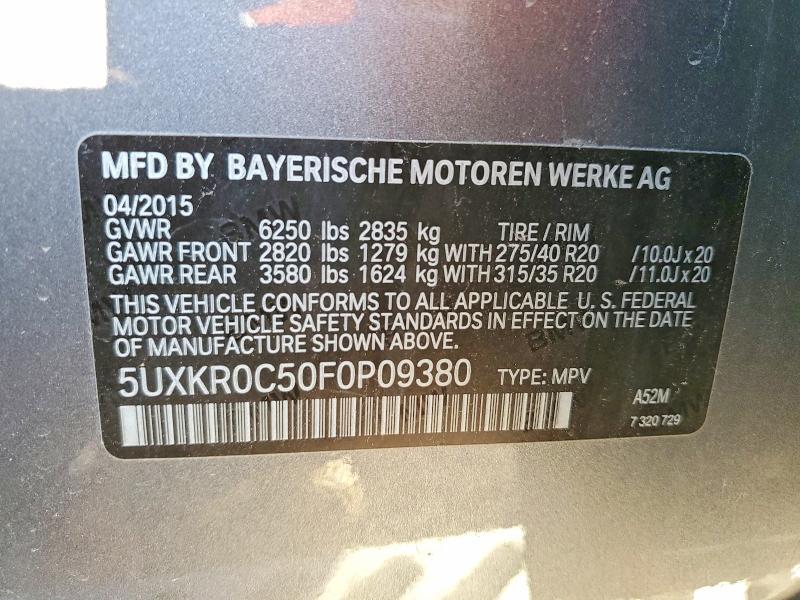 MFD BY BAYERISCHE MOTOREN WERKE AG
04/2015
GVWR 6250 lbs 2835 kg TIRE / RIM
GAWR FRONT 2820 lbs 1279 kg WITH 275/40 R20 / 10.0J x 20
GAWR REAR 3580 lbs 1624 kg WITH 315/35 R20 / 11.0J x 20
THIS VEHICLE CONFORMS TO ALL APPLICABLE U. S. FEDERAL
MOTOR VEHICLE SAFETY STANDARDS IN EFFECT ON THE DATE
OF MANUFACTURE SHOWN ABOVE.
5UXKR0C50F0P09380 TYPE: MPV A52M
7 320 729